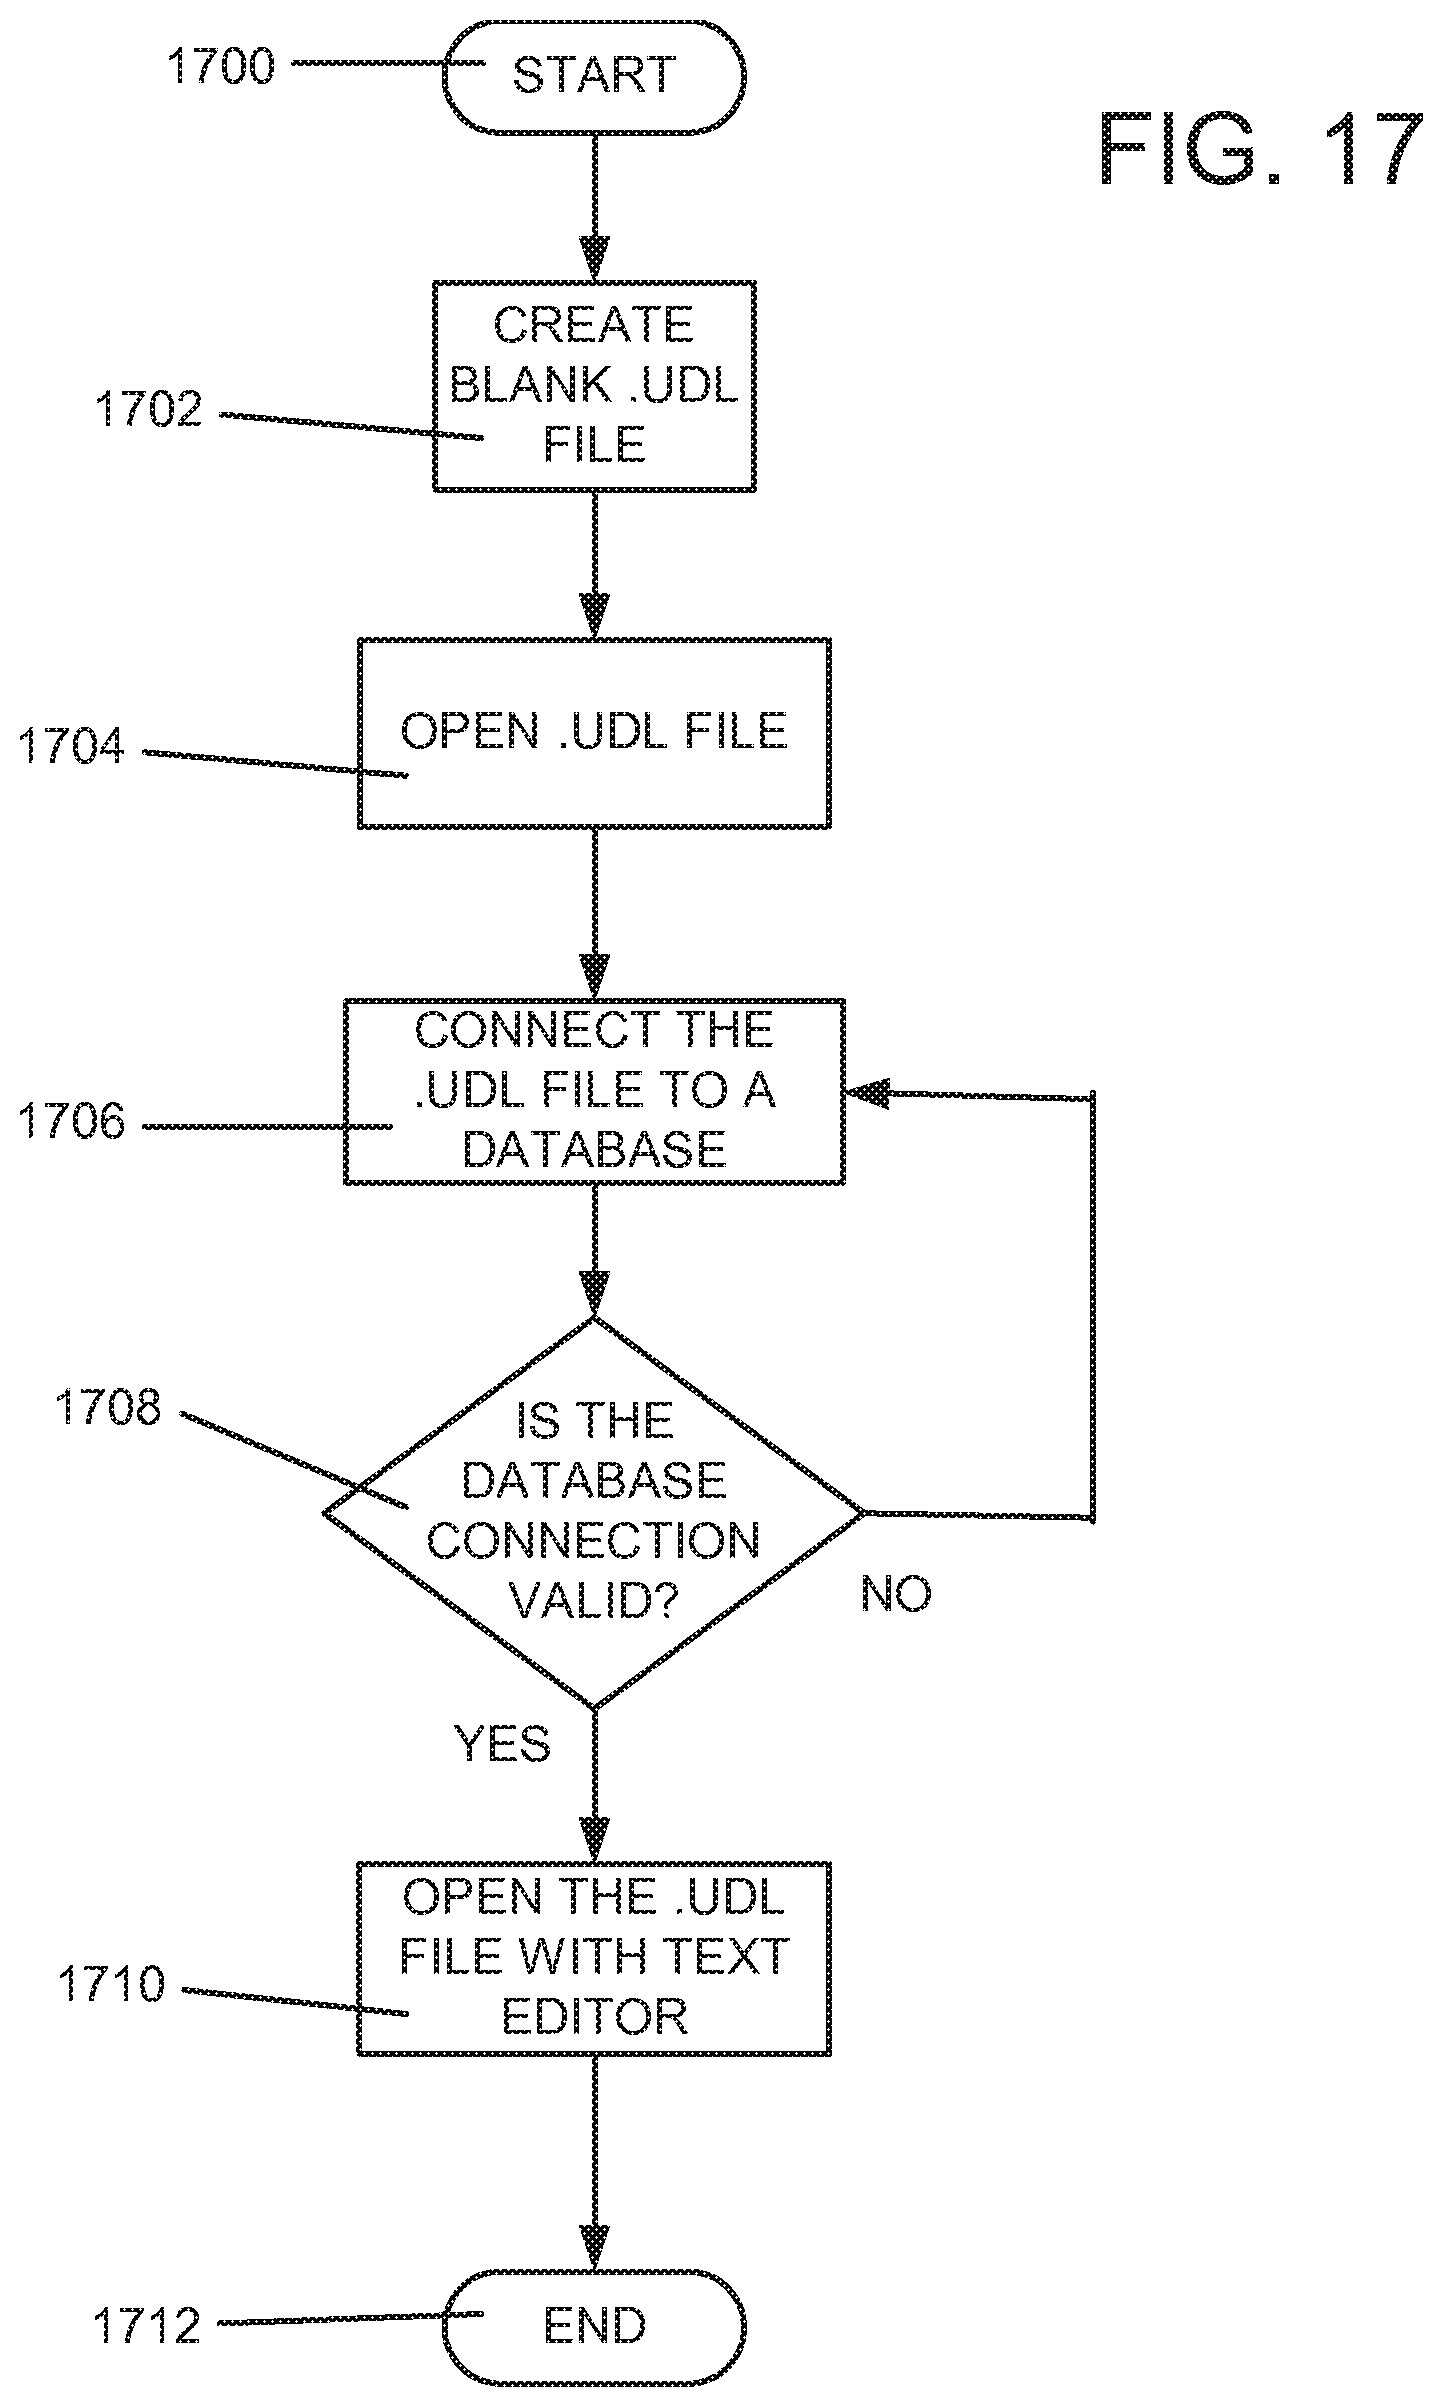 1700
START
FIG. 17
CREATE
BLANK .UDL
FILE
1702
OPEN .UDL FILE
1704
CONNECT THE
.UDL FILE TO A
DATABASE
1706
1708
IS THE
DATABASE
CONNECTION
VALID?
NO
YES
OPEN THE .UDL
FILE WITH TEXT
EDITOR
1710
1712
END